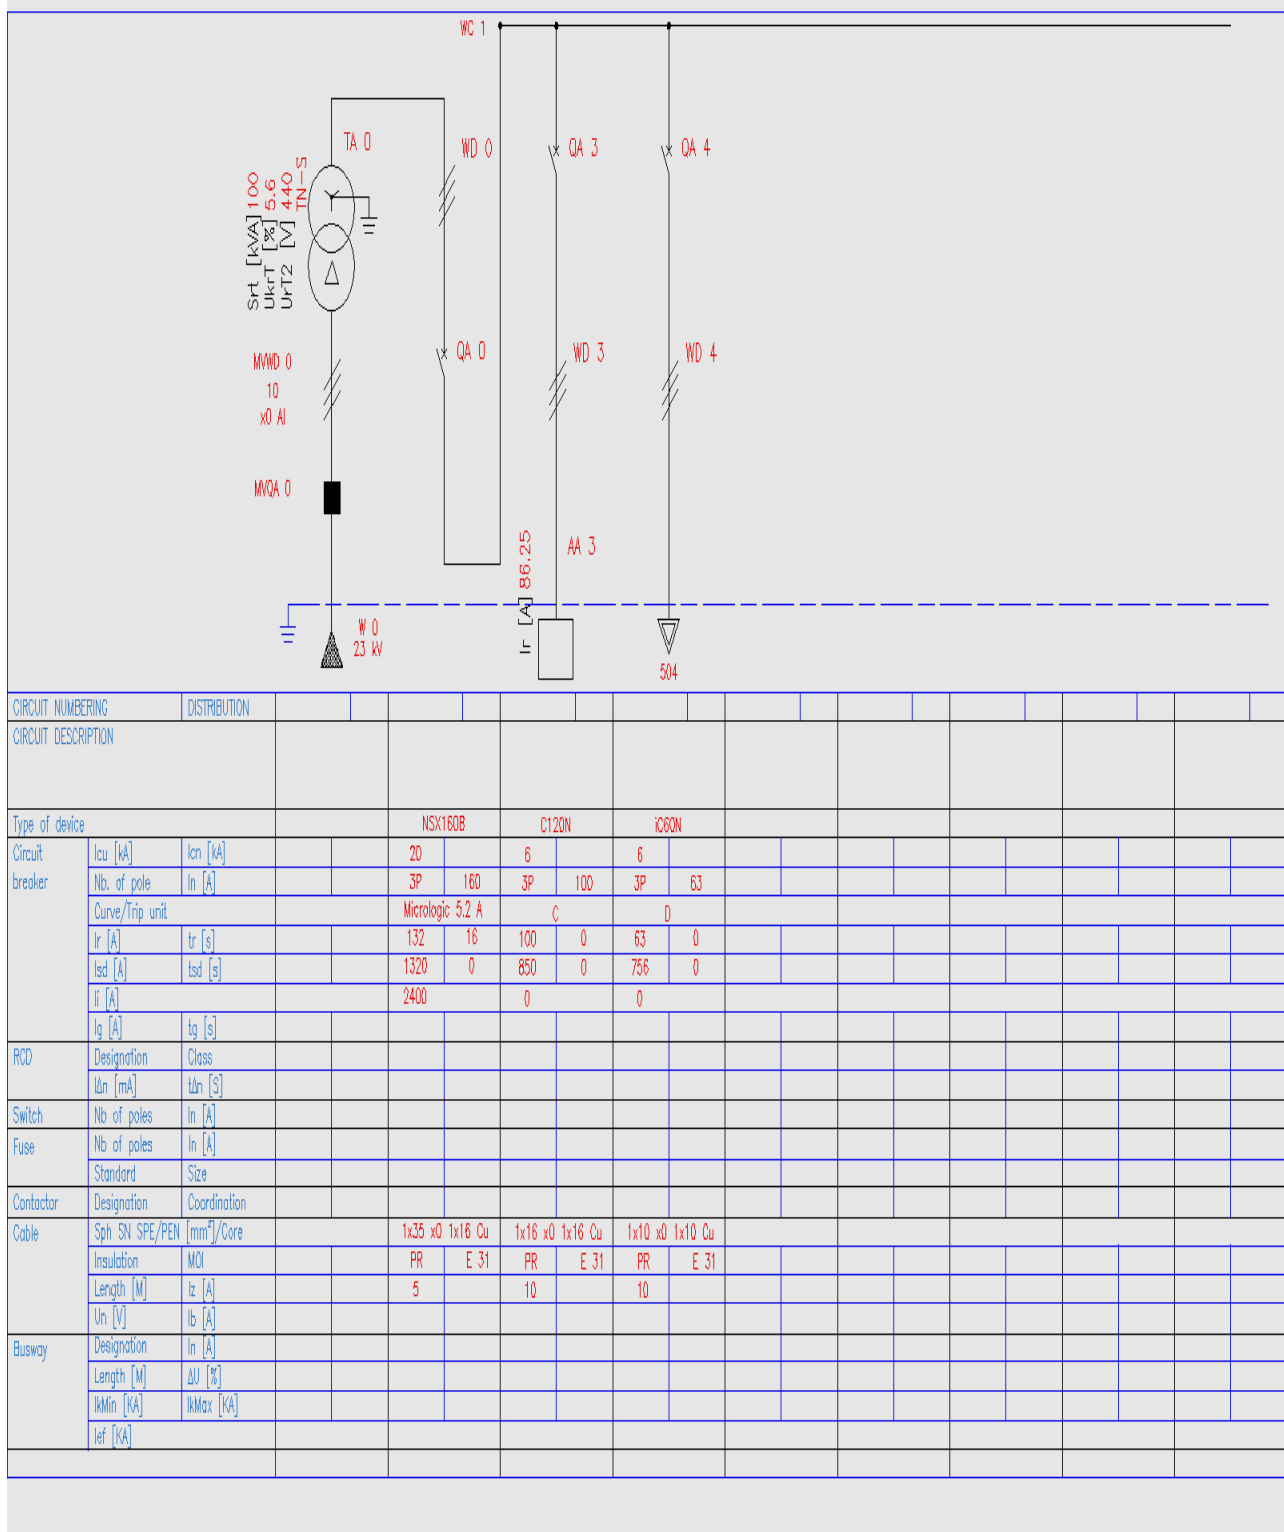 WC 1
TA 0
WD 0
QA 3
QA 4
Srt [kVA] 100
UkrT [%] 5.6
UrT2 [V] 440
TN-S
MVWD 0
10
x0 Al
QA 0
WD 3
WD 4
MVQA 0
Ir [A] 86.25
AA 3
W 0
23 kV
504
CIRCUIT NUMBERING DISTRIBUTION
CIRCUIT DESCRIPTION
Type of device NSX160B C120N iC60N
Circuit breaker
Icu [kA] Icn [kA] 20 6 6
Nb. of pole In [A] 3P 160 3P 100 3P 63
Curve/Trip unit Micrologic 5.2 A C D
Ir [A] tr [s] 132 16 100 0 63 0
Isd [A] tsd [s] 1320 0 850 0 756 0
Ii [A] 2400 0 0
Ig [A] tg [s]
RCD Designation Class
IΔn [mA] tΔn [S]
Switch Nb of poles In [A]
Fuse Nb of poles In [A]
Standard Size
Contactor Designation Coordination
Cable Sph SN SPE/PEN [mm²]/Core 1x35 x0 1x16 Cu 1x16 x0 1x16 Cu 1x10 x0 1x10 Cu
Insulation MOI PR E 31 PR E 31 PR E 31
Length [M] Iz [A] 5 10 10
Un [V] Ib [A]
Busway Designation In [A]
Length [M] ΔU [%]
IkMin [KA] IkMax [KA]
Ief [KA]